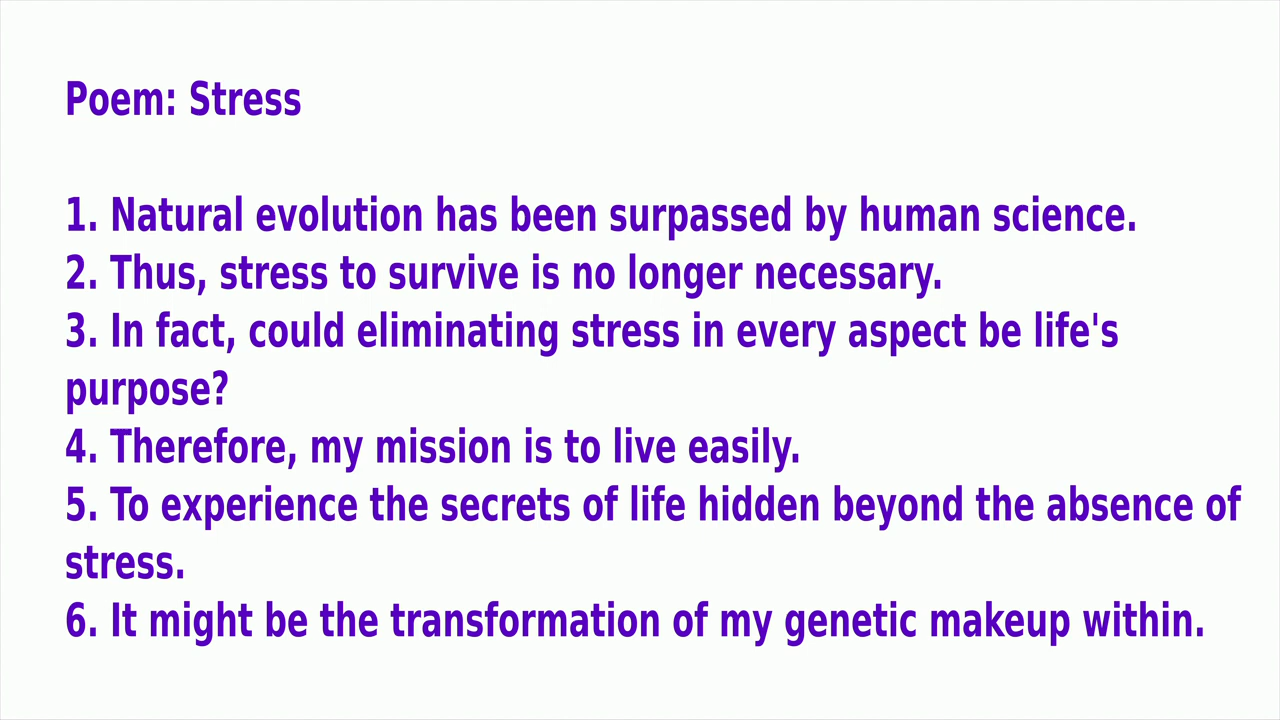 Poem: Stress
1. Natural evolution has been surpassed by human science.
2. Thus, stress to survive is no longer necessary.
3. In fact, could eliminating stress in every aspect be life's
purpose?
4. Therefore, my mission is to live easily.
5. To experience the secrets of life hidden beyond the absence of
stress.
6. It might be the transformation of my genetic makeup within.